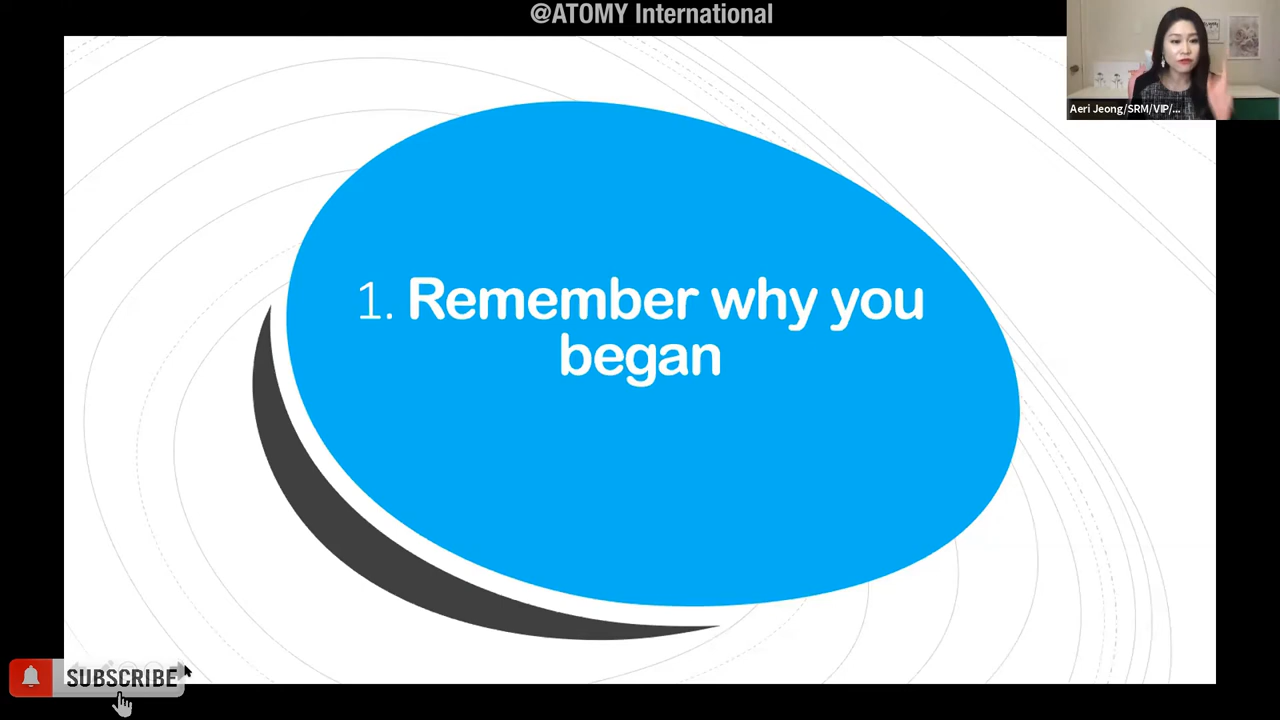 @ATOMY International
Aeri Jeong/SRM/VIP/...
1. Remember why you
began
SUBSCRIBE